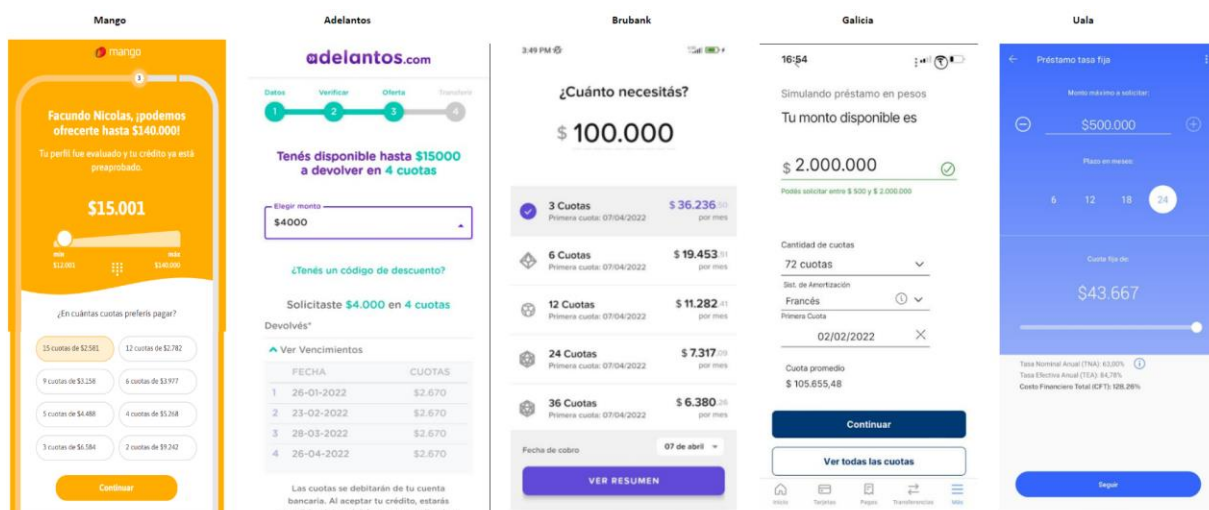 Mango
mango
3
Facundo Nicolas, ¡podemos
ofrecerte hasta $140.000!
Tu perfil fue evaluado y tu crédito ya está
preaprobado.
$15.001
min
máx
$12.001
$140.000
¿En cuántas cuotas preferís pagar?
15 cuotas de $2.581
12 cuotas de $2.782
9 cuotas de $3.158
6 cuotas de $3.977
5 cuotas de $4.488
4 cuotas de $5.268
3 cuotas de $6.584
2 cuotas de $9.242
Continuar
Adelantos
adelantos.com
Datos
Verificar
Oferta
Transferir
1
2
3
4
Tenés disponible hasta $15000
a devolver en 4 cuotas
Elegir monto
$4000
¿Tenés un código de descuento?
Solicitaste $4.000 en 4 cuotas
Devolvés*
Ver Vencimientos
FECHA CUOTAS
1 26-01-2022 $2.670
2 23-02-2022 $2.670
3 28-03-2022 $2.670
4 26-04-2022 $2.670
Las cuotas se debitarán de tu cuenta
bancaria. Al aceptar tu crédito, estarás
Brubank
3:49 PM
¿Cuánto necesitás?
$ 100.000
3 Cuotas $ 36.236,50
Primera cuota: 07/04/2022 por mes
6 Cuotas $ 19.453,51
Primera cuota: 07/04/2022 por mes
12 Cuotas $ 11.282,41
Primera cuota: 07/04/2022 por mes
24 Cuotas $ 7.317,09
Primera cuota: 07/04/2022 por mes
36 Cuotas $ 6.380,26
Primera cuota: 07/04/2022 por mes
Fecha de cobro
07 de abril
VER RESUMEN
Galicia
16:54
Simulando préstamo en pesos
Tu monto disponible es
$ 2.000.000
Podés solicitar entre $ 500 y $ 2.000.000
Cantidad de cuotas
72 cuotas
Sist. de Amortización
Francés
Primera Cuota
02/02/2022
Cuota promedio
$ 105.655,48
Continuar
Ver todas las cuotas
Inicio
Tarjetas
Pagos
Transferencias
Más
Uala
Préstamo tasa fija
Monto máximo a solicitar:
$500.000
Plazo en meses:
6
12
18
24
Cuota fija de:
$43.667
Tasa Nominal Anual (TNA): 63,00%
Tasa Efectiva Anual (TEA): 84,78%
Costo Financiero Total (CFT): 128.26%
Seguir